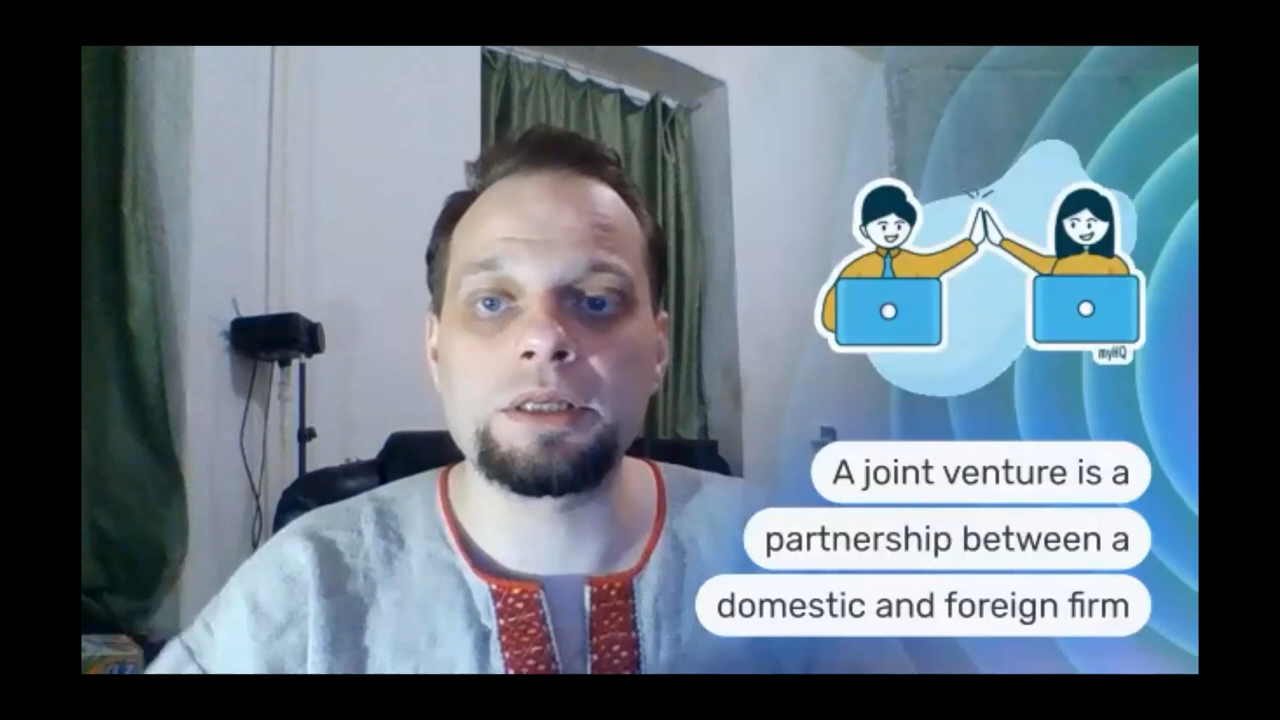 myHQ
A joint venture is a
partnership between a
domestic and foreign firm